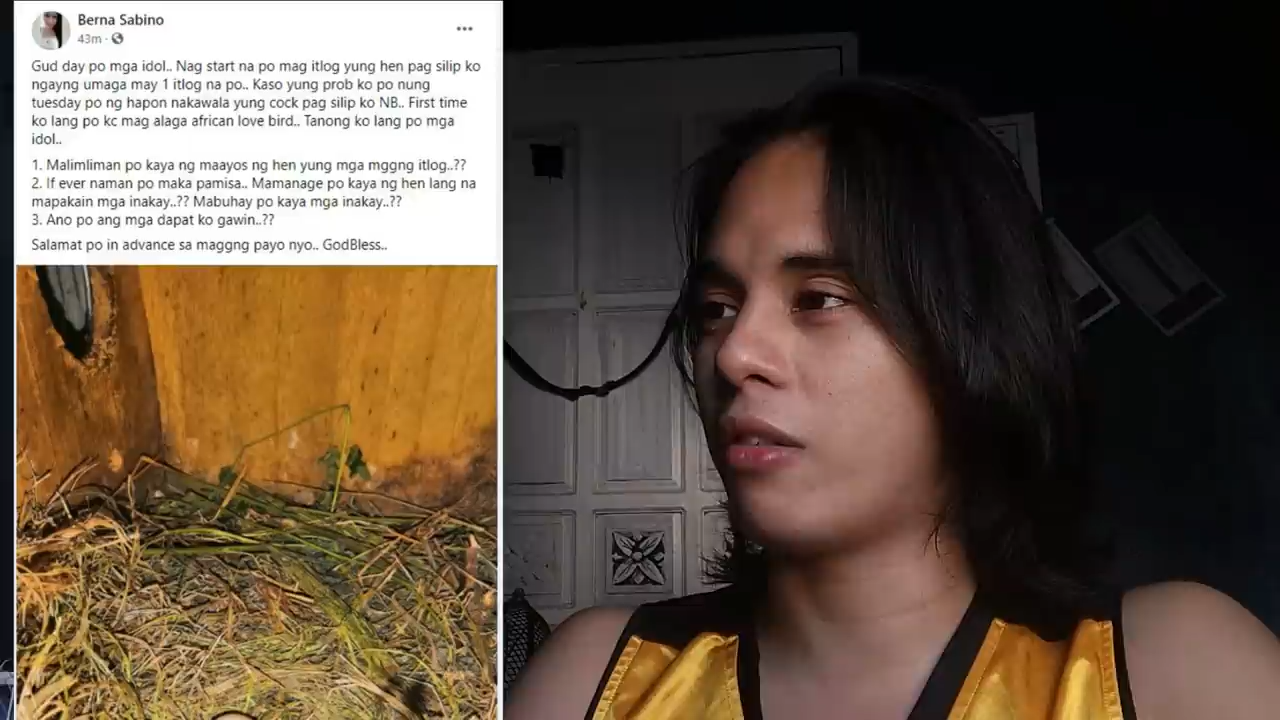 Berna Sabino
43m ·
Gud day po mga idol.. Nag start na po mag itlog yung hen pag silip ko
ngayng umaga may 1 itlog na po.. Kaso yung prob ko po nung
tuesday po ng hapon nakawala yung cock pag silip ko NB.. First time
ko lang po kc mag alaga african love bird.. Tanong ko lang po mga
idol..
1. Malimliman po kaya ng maayos ng hen yung mga mggng itlog..??
2. If ever naman po maka pamisa.. Mamanage po kaya ng hen lang na
mapakain mga inakay..?? Mabuhay po kaya mga inakay..??
3. Ano po ang mga dapat ko gawin..??
Salamat po in advance sa maggng payo nyo.. GodBless..